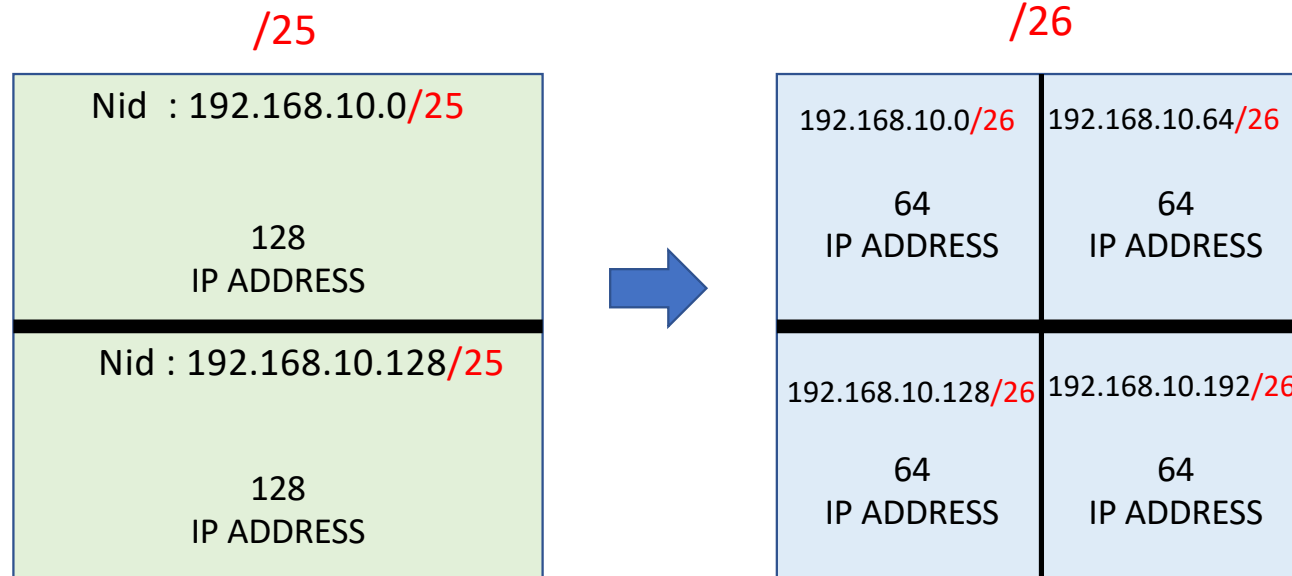 /25
Nid : 192.168.10.0/25
128
IP ADDRESS
Nid : 192.168.10.128/25
128
IP ADDRESS
/26
192.168.10.0/26
64
IP ADDRESS
192.168.10.64/26
64
IP ADDRESS
192.168.10.128/26
64
IP ADDRESS
192.168.10.192/26
64
IP ADDRESS